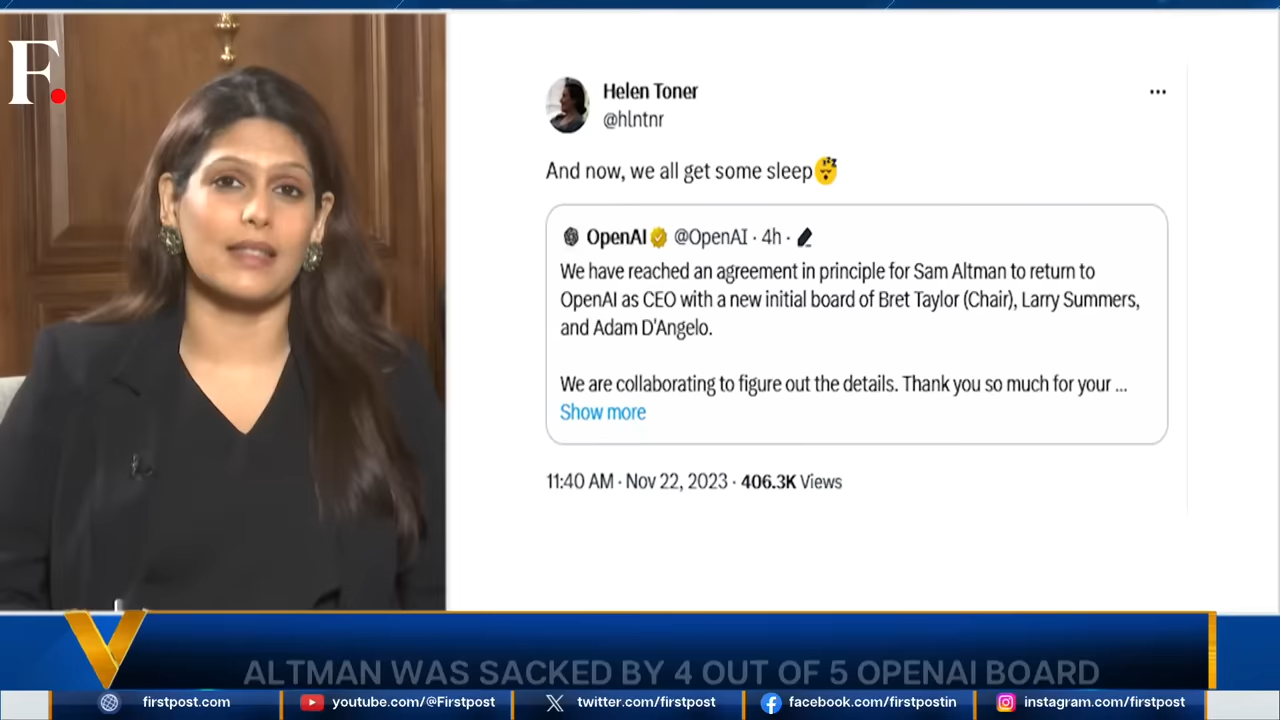 F.
Helen Toner
@hlntnr
And now, we all get some sleep😴
OpenAI @OpenAI · 4h ·
We have reached an agreement in principle for Sam Altman to return to
OpenAI as CEO with a new initial board of Bret Taylor (Chair), Larry Summers,
and Adam D'Angelo.
We are collaborating to figure out the details. Thank you so much for your ...
Show more
11:40 AM · Nov 22, 2023 · 406.3K Views
V
ALTMAN WAS SACKED BY 4 OUT OF 5 OPENAI BOARD
firstpost.com
youtube.com/@Firstpost
twitter.com/firstpost
facebook.com/firstpostin
instagram.com/firstpost